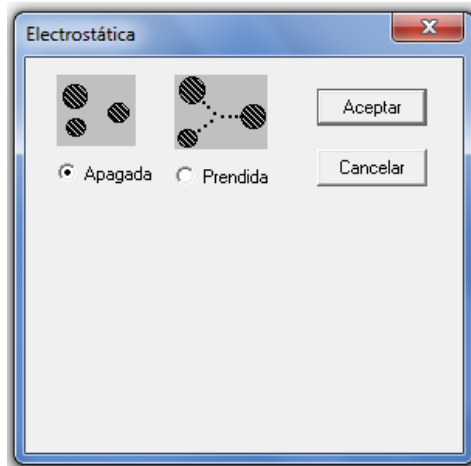 Electrostática
Aceptar
Apagada
Prendida
Cancelar